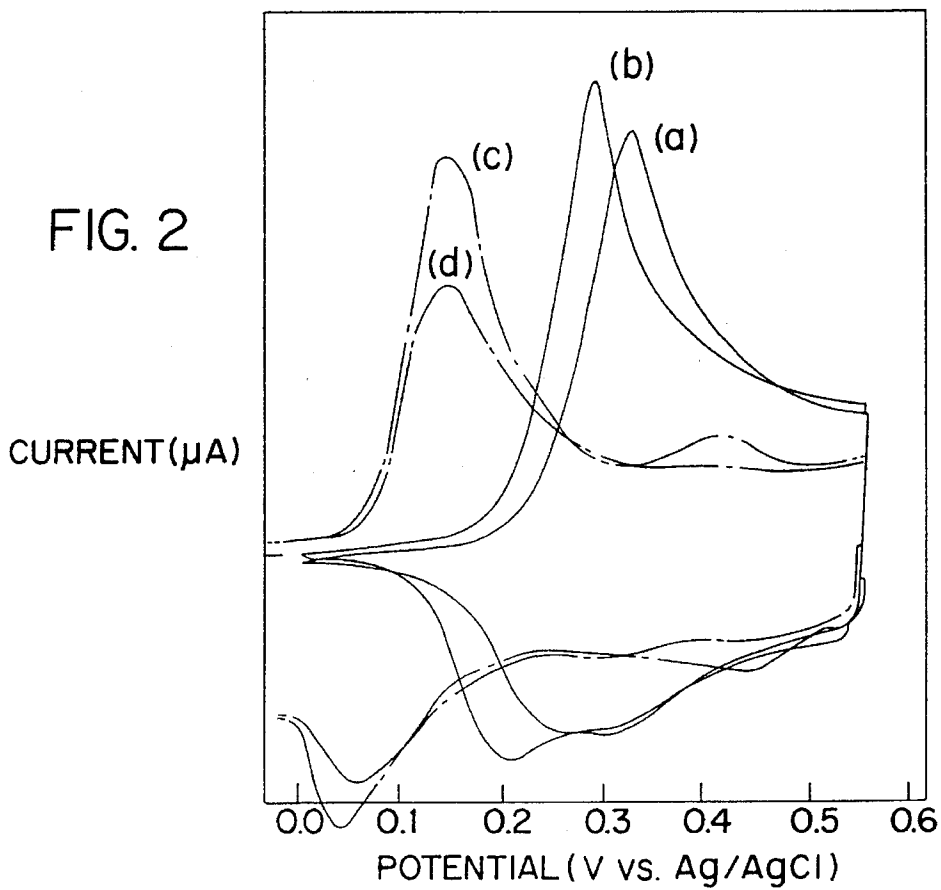 (b)
(a)
(c)
FIG. 2
(d)
CURRENT(µA)
0.0 0.1 0.2 0.3 0.4 0.5 0.6
POTENTIAL (V vs. Ag/AgCl)